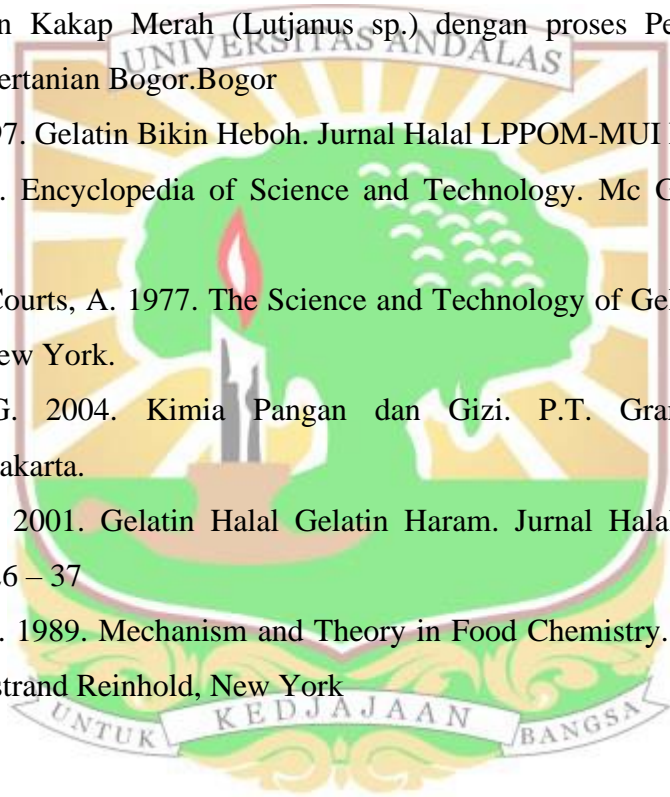 n Kakap Merah (Lutjanus sp.) dengan proses Pe
UNIVERSITAS ANDALAS
ertanian Bogor.Bogor
97. Gelatin Bikin Heboh. Jurnal Halal LPPOM-MUI
. Encyclopedia of Science and Technology. Mc G
Courts, A. 1977. The Science and Technology of Gel
ew York.
G. 2004. Kimia Pangan dan Gizi. P.T. Gra
akarta.
2001. Gelatin Halal Gelatin Haram. Jurnal Halal
26 – 37
. 1989. Mechanism and Theory in Food Chemistry.
strand Reinhold, New York
UNTUK KEDJAJAAN BANGSA